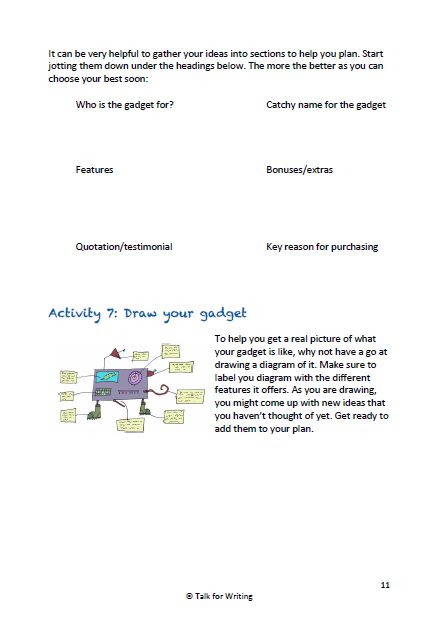 It can be very helpful to gather your ideas into sections to help you plan. Start
jotting them down under the headings below. The more the better as you can
choose your best soon:
Who is the gadget for?
Catchy name for the gadget
Features
Bonuses/extras
Quotation/testimonial
Key reason for purchasing
Activity 7: Draw your gadget
To help you get a real picture of what
your gadget is like, why not have a go at
drawing a diagram of it. Make sure to
label you diagram with the different
features it offers. As you are drawing,
you might come up with new ideas that
you haven’t thought of yet. Get ready to
add them to your plan.
11
© Talk for Writing